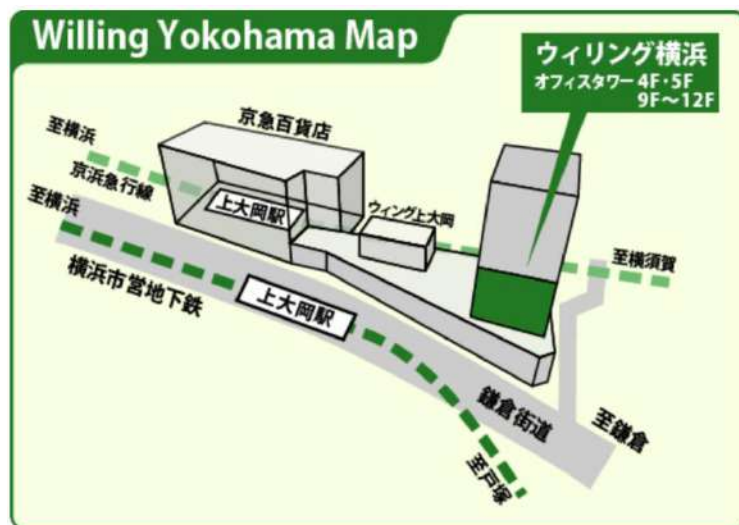 Willing Yokohama Map
ウィリング横浜
オフィスタワー 4F・5F
9F〜12F
京急百貨店
至横浜
京浜急行線
上大岡駅
ウィング上大岡
至横浜
至横須賀
横浜市営地下鉄
上大岡駅
鎌倉街道
至鎌倉
至戸塚